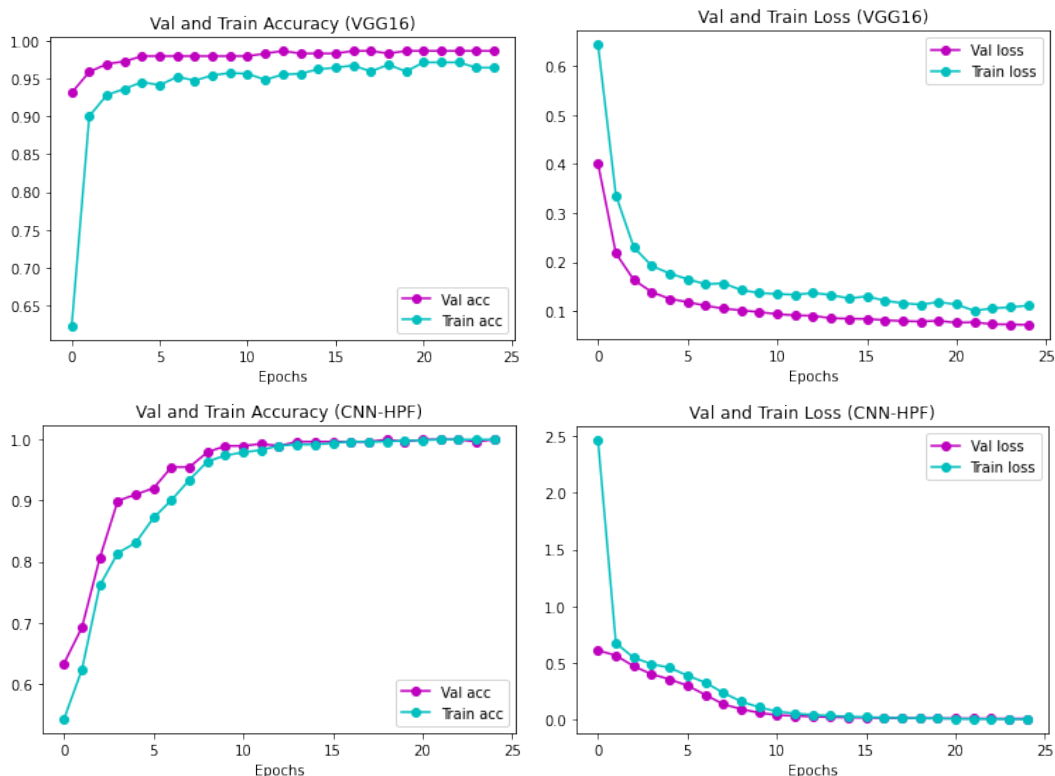 Val and Train Accuracy (VGG16)
1.00
0.95
0.90
0.85
0.80
0.75
0.70
0.65
Val acc
Train acc
0 5 10 15 20 25
Epochs
Val and Train Loss (VGG16)
0.6
0.5
0.4
0.3
0.2
0.1
Val loss
Train loss
0 5 10 15 20 25
Epochs
Val and Train Accuracy (CNN-HPF)
1.0
0.9
0.8
0.7
0.6
Val acc
Train acc
0 5 10 15 20 25
Epochs
Val and Train Loss (CNN-HPF)
2.5
2.0
1.5
1.0
0.5
0.0
Val loss
Train loss
0 5 10 15 20 25
Epochs